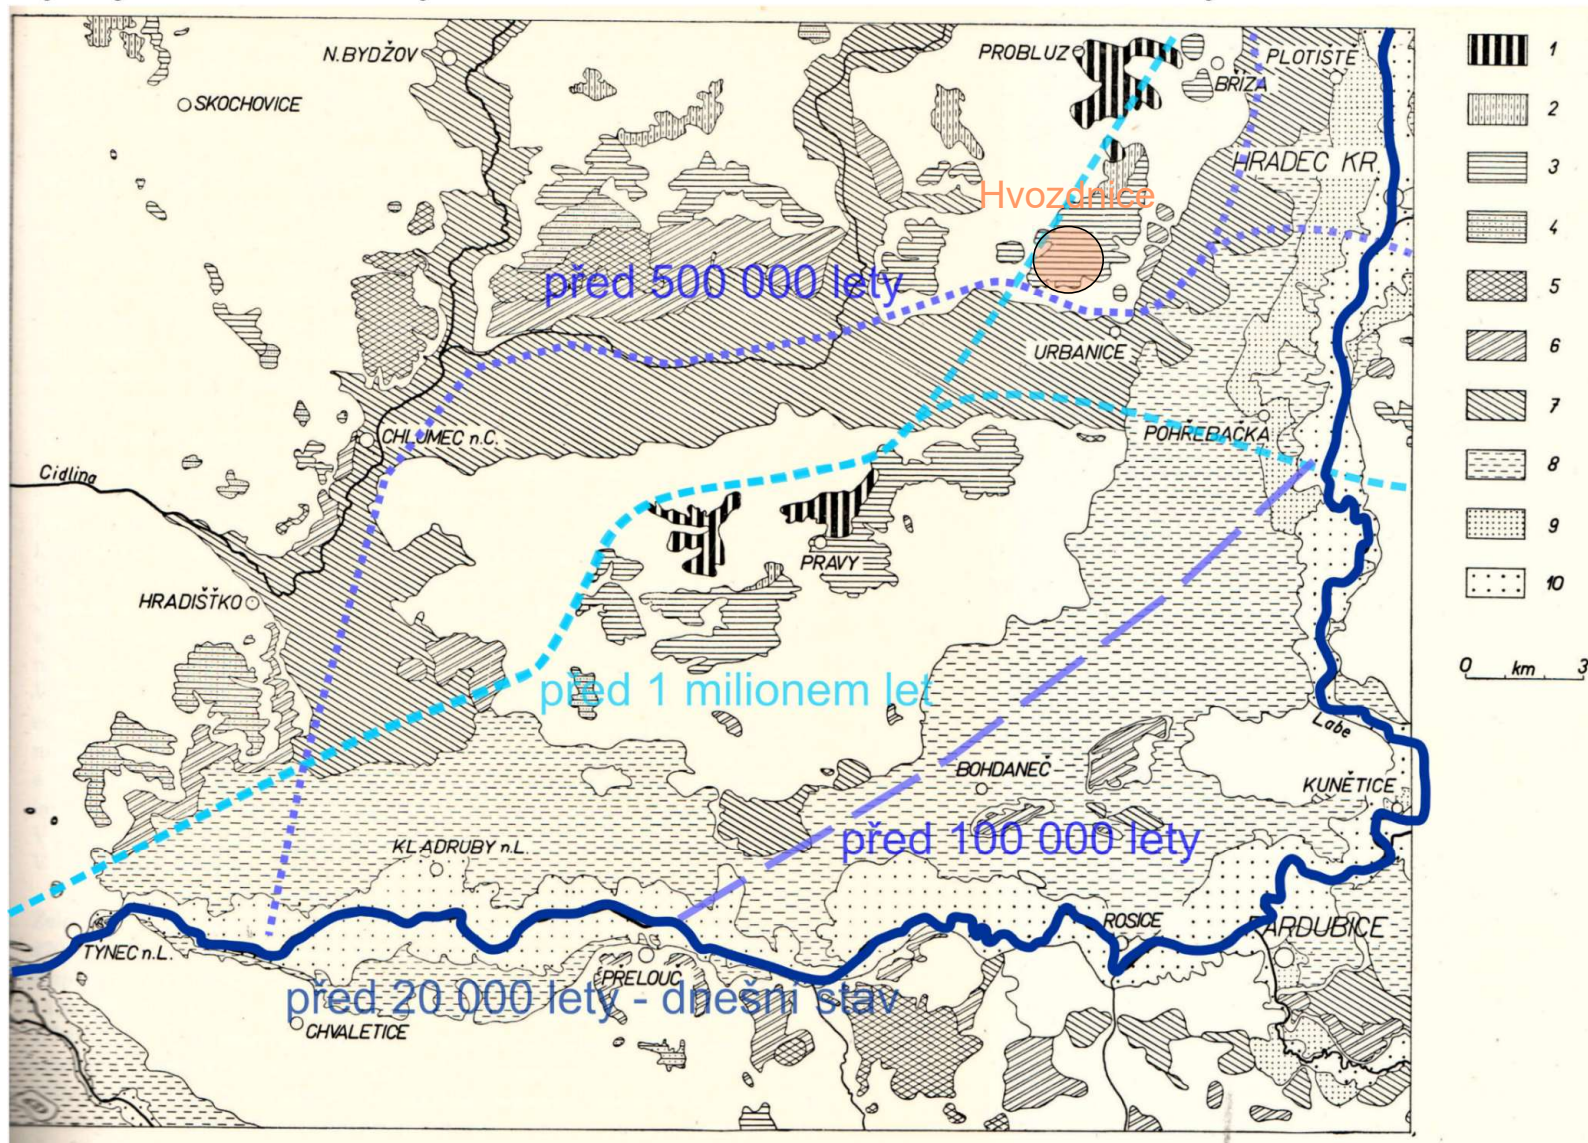 N. BYDŽOV
PROBLUZ
PLOTIŠTĚ
BŘÍZA
SKOCHOVICE
HRADEC KR.
Hvozdnice
před 500 000 lety
URBANICE
CHLUMEC n.C.
POHŘEBAČKA
Cidlina
PRAVY
HRADIŠŤKO
před 1 milionem let
Labe
BOHDANEČ
KUNĚTICE
před 100 000 lety
KLADRUBY n.L.
ROSICE
PARDUBICE
TÝNEC n.L.
PŘELOUČ
před 20 000 lety - dnešní stav
CHVALETICE
1
2
3
4
5
6
7
8
9
10
0 km 3